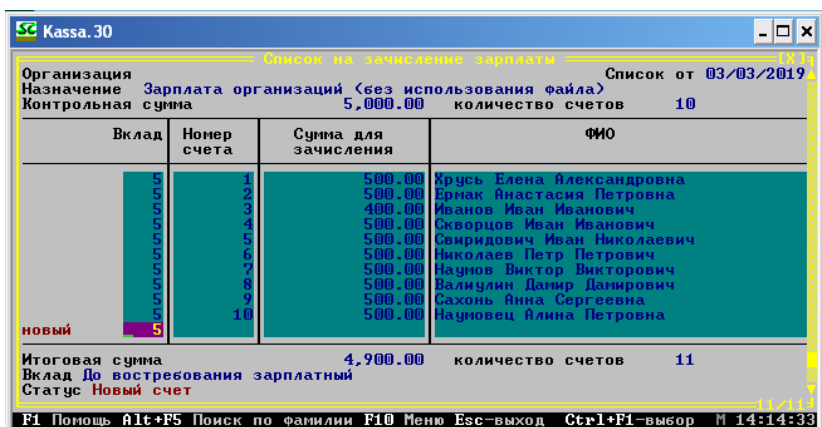 Kassa.30
Список на зачисление зарплаты [X]
Организация Список от 03/03/2019
Назначение Зарплата организаций (без использования файла)
Контрольная сумма 5,000.00 количество счетов 10
Вклад Номер счета Сумма для зачисления ФИО
5 1 500.00 Хрусь Елена Александровна
5 2 500.00 Ермак Анастасия Петровна
5 3 400.00 Иванов Иван Иванович
5 4 500.00 Скворцов Иван Иванович
5 5 500.00 Свиридович Иван Николаевич
5 6 500.00 Николаев Петр Петрович
5 7 500.00 Наумов Виктор Викторович
5 8 500.00 Валиулин Дамир Дамирович
5 9 500.00 Сахонь Анна Сергеевна
5 10 500.00 Наумовец Алина Петровна
новый 5
Итоговая сумма 4,900.00 количество счетов 11
Вклад До востребования зарплатный
Статус Новый счет
11/11
F1 Помощь Alt+F5 Поиск по фамилии F10 Меню Esc-выход Ctrl+F1-выбор М 14:14:33